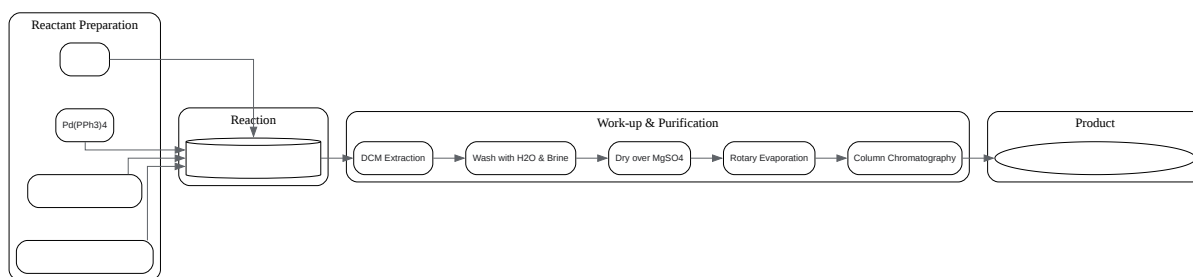 Reactant Preparation
Pd(PPh3)4
Reaction
Work-up & Purification
DCM Extraction
Wash with H2O & Brine
Dry over MgSO4
Rotary Evaporation
Column Chromatography
Product